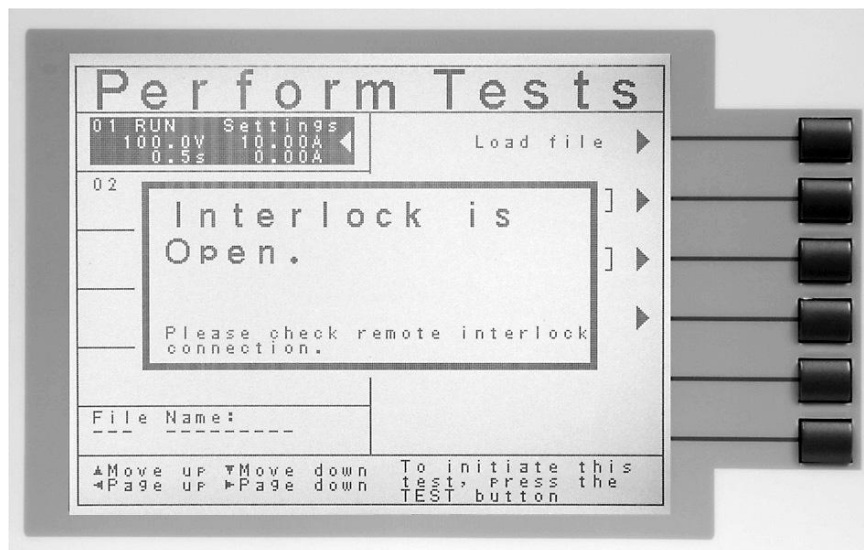 Perform Tests
01 RUN Settings
100.0V 10.00A
0.5s 0.00A
Load file
02
]
Interlock is
Open.
]
Please check remote interlock
connection.
File Name:
▲Move up ▼Move down
◄Page up ►Page down
To initiate this
test, press the
TEST button